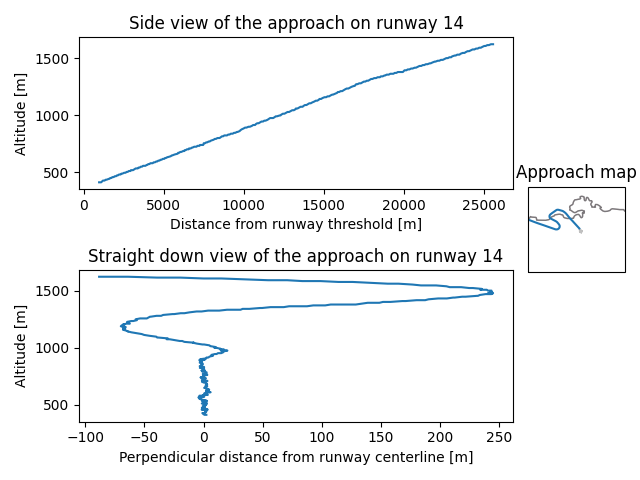 Side view of the approach on runway 14
1500
1000
500
Altitude [m]
0 5000 10000 15000 20000 25000
Distance from runway threshold [m]
Approach map
Straight down view of the approach on runway 14
1500
1000
500
Altitude [m]
−100 −50 0 50 100 150 200 250
Perpendicular distance from runway centerline [m]